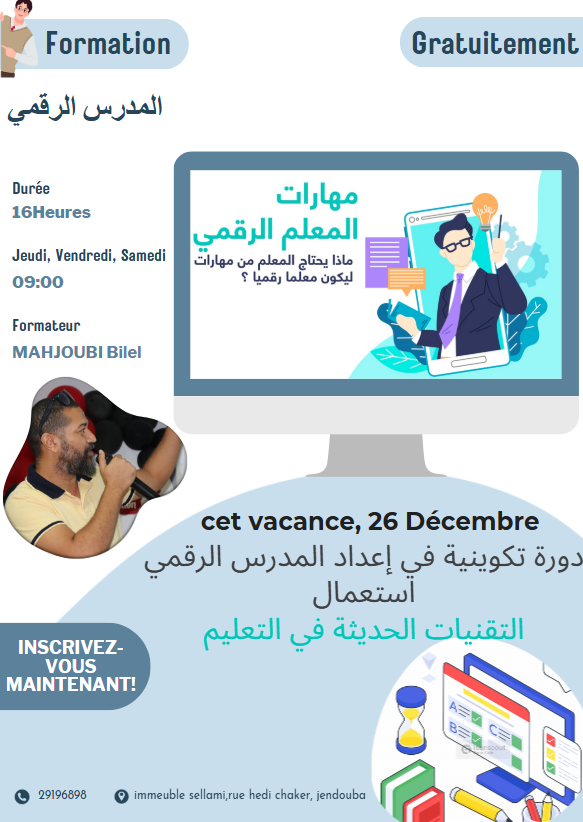 Formation
Gratuitement
المدرس الرقمي
Durée
16Heures
Jeudi, Vendredi, Samedi
09:00
Formateur
MAHJOUBI Bilel
مهارات
المعلم الرقمي
ماذا يحتاج المعلم من مهارات
ليكون معلما رقميا ؟
cet vacance, 26 Décembre
دورة تكوينية في إعداد المدرس الرقمي
استعمال
التقنيات الحديثة في التعليم
INSCRIVEZ-
VOUS
MAINTENANT!
A
B
C
29196898
immeuble sellami,rue hedi chaker, jendouba